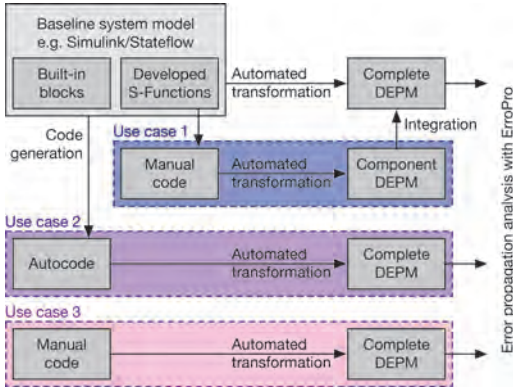 Baseline system model
e.g. Simulink/Stateflow
Built-in
blocks
Developed
S-Functions
Automated
transformation
Complete
DEPM
Code
generation
Integration
Use case 1
Manual
code
Automated
transformation
Component
DEPM
Use case 2
Autocode
Automated
transformation
Complete
DEPM
Use case 3
Manual
code
Automated
transformation
Complete
DEPM
Error propagation analysis with ErroPro